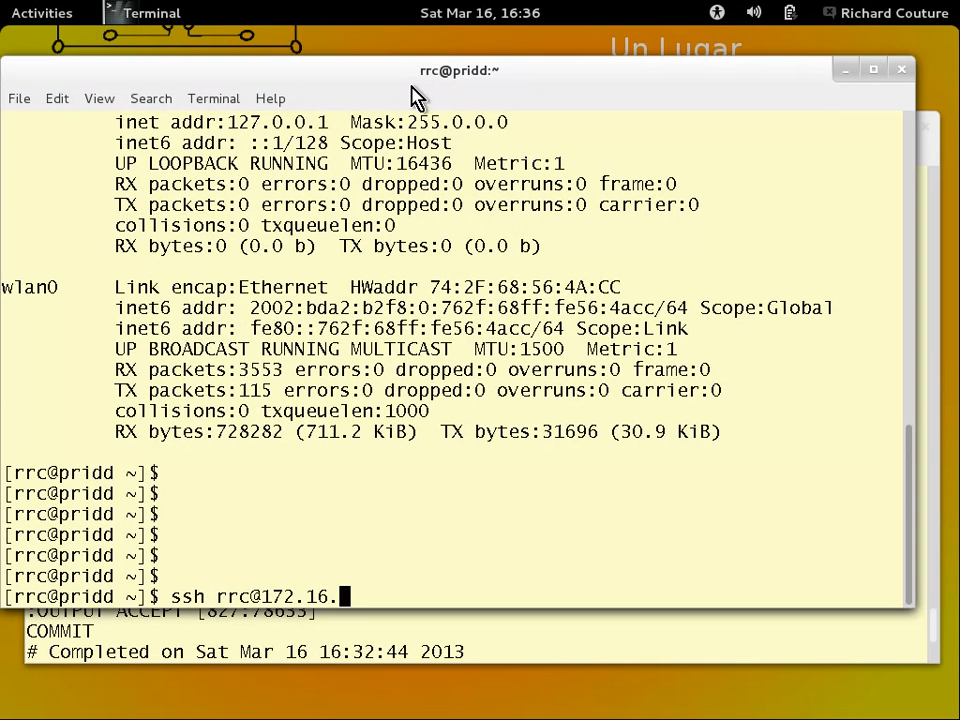 Activities Terminal Sat Mar 16, 16:36 Richard Couture
Un Lugar
rrc@pridd:~
File Edit View Search Terminal Help
inet addr:127.0.0.1 Mask:255.0.0.0
inet6 addr: ::1/128 Scope:Host
UP LOOPBACK RUNNING MTU:16436 Metric:1
RX packets:0 errors:0 dropped:0 overruns:0 frame:0
TX packets:0 errors:0 dropped:0 overruns:0 carrier:0
collisions:0 txqueuelen:0
RX bytes:0 (0.0 b) TX bytes:0 (0.0 b)
wlan0 Link encap:Ethernet HWaddr 74:2F:68:56:4A:CC
inet6 addr: 2002:bda2:b2f8:0:762f:68ff:fe56:4acc/64 Scope:Global
inet6 addr: fe80::762f:68ff:fe56:4acc/64 Scope:Link
UP BROADCAST RUNNING MULTICAST MTU:1500 Metric:1
RX packets:3553 errors:0 dropped:0 overruns:0 frame:0
TX packets:115 errors:0 dropped:0 overruns:0 carrier:0
collisions:0 txqueuelen:1000
RX bytes:728282 (711.2 KiB) TX bytes:31696 (30.9 KiB)
[rrc@pridd ~]$
[rrc@pridd ~]$
[rrc@pridd ~]$
[rrc@pridd ~]$
[rrc@pridd ~]$
[rrc@pridd ~]$
[rrc@pridd ~]$ ssh rrc@172.16.
:OUTPUT ACCEPT [827:78633]
COMMIT
# Completed on Sat Mar 16 16:32:44 2013